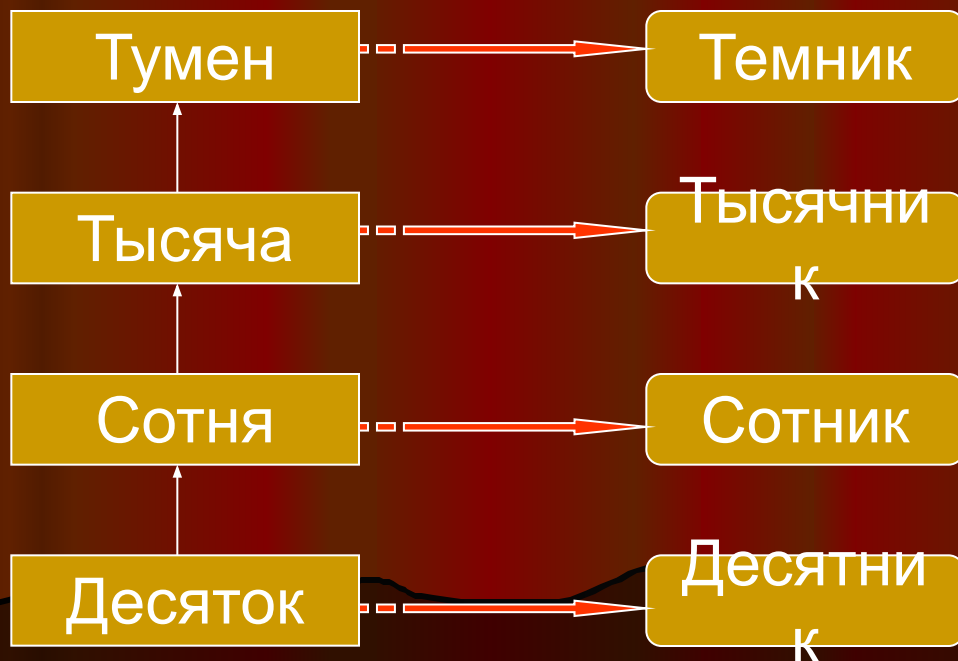 Тумен
Темник
Тысяча
Тысячни
к
Сотня
Сотник
Десяток
Десятни
к